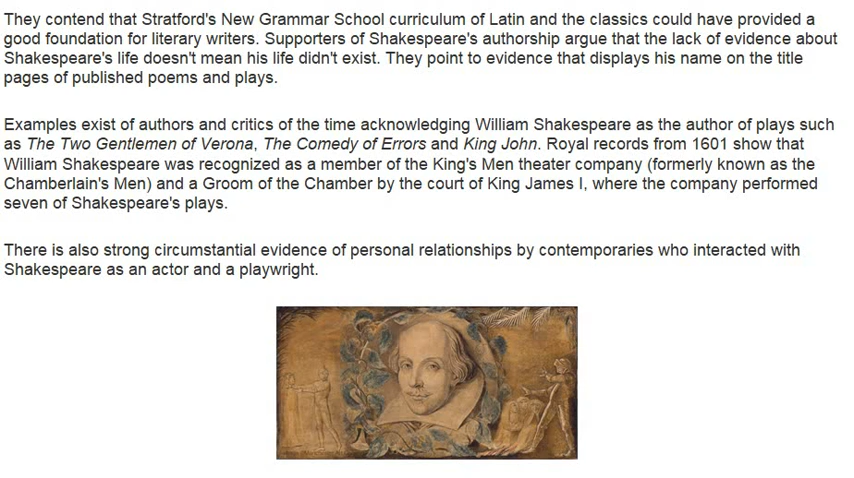 They contend that Stratford's New Grammar School curriculum of Latin and the classics could have provided a
good foundation for literary writers. Supporters of Shakespeare's authorship argue that the lack of evidence about
Shakespeare's life doesn't mean his life didn't exist. They point to evidence that displays his name on the title
pages of published poems and plays.
Examples exist of authors and critics of the time acknowledging William Shakespeare as the author of plays such
as The Two Gentlemen of Verona, The Comedy of Errors and King John. Royal records from 1601 show that
William Shakespeare was recognized as a member of the King's Men theater company (formerly known as the
Chamberlain's Men) and a Groom of the Chamber by the court of King James I, where the company performed
seven of Shakespeare's plays.
There is also strong circumstantial evidence of personal relationships by contemporaries who interacted with
Shakespeare as an actor and a playwright.